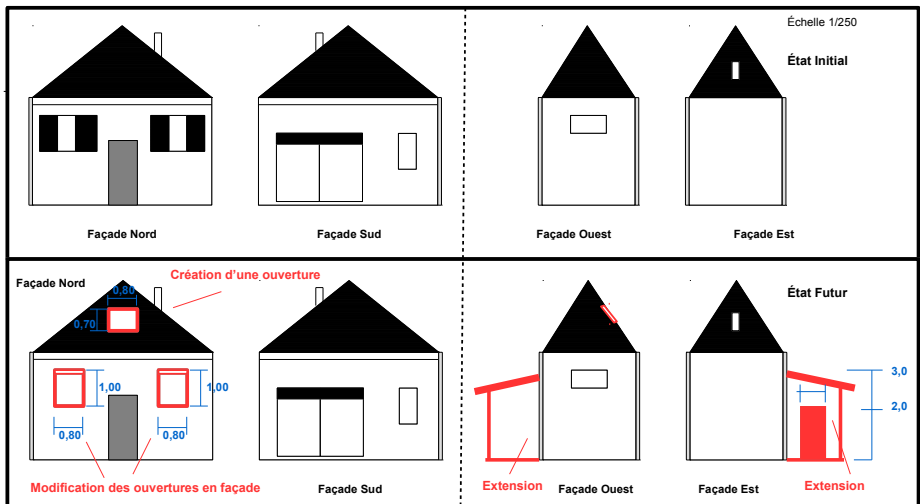 Échelle 1/250
État Initial
Façade Nord
Façade Sud
Façade Ouest
Façade Est
Façade Nord
Création d'une ouverture
État Futur
0,80
0,70
1,00
1,00
0,80
0,80
3,0
2,0
Modification des ouvertures en façade
Façade Sud
Extension
Façade Ouest
Façade Est
Extension